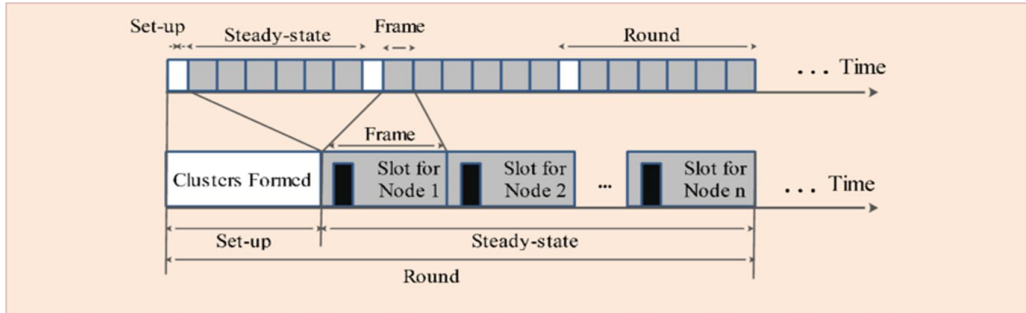 Set-up Steady-state Frame Round
... Time
Frame
Clusters Formed Slot for Node 1 Slot for Node 2 ... Slot for Node n ... Time
Set-up Steady-state
Round